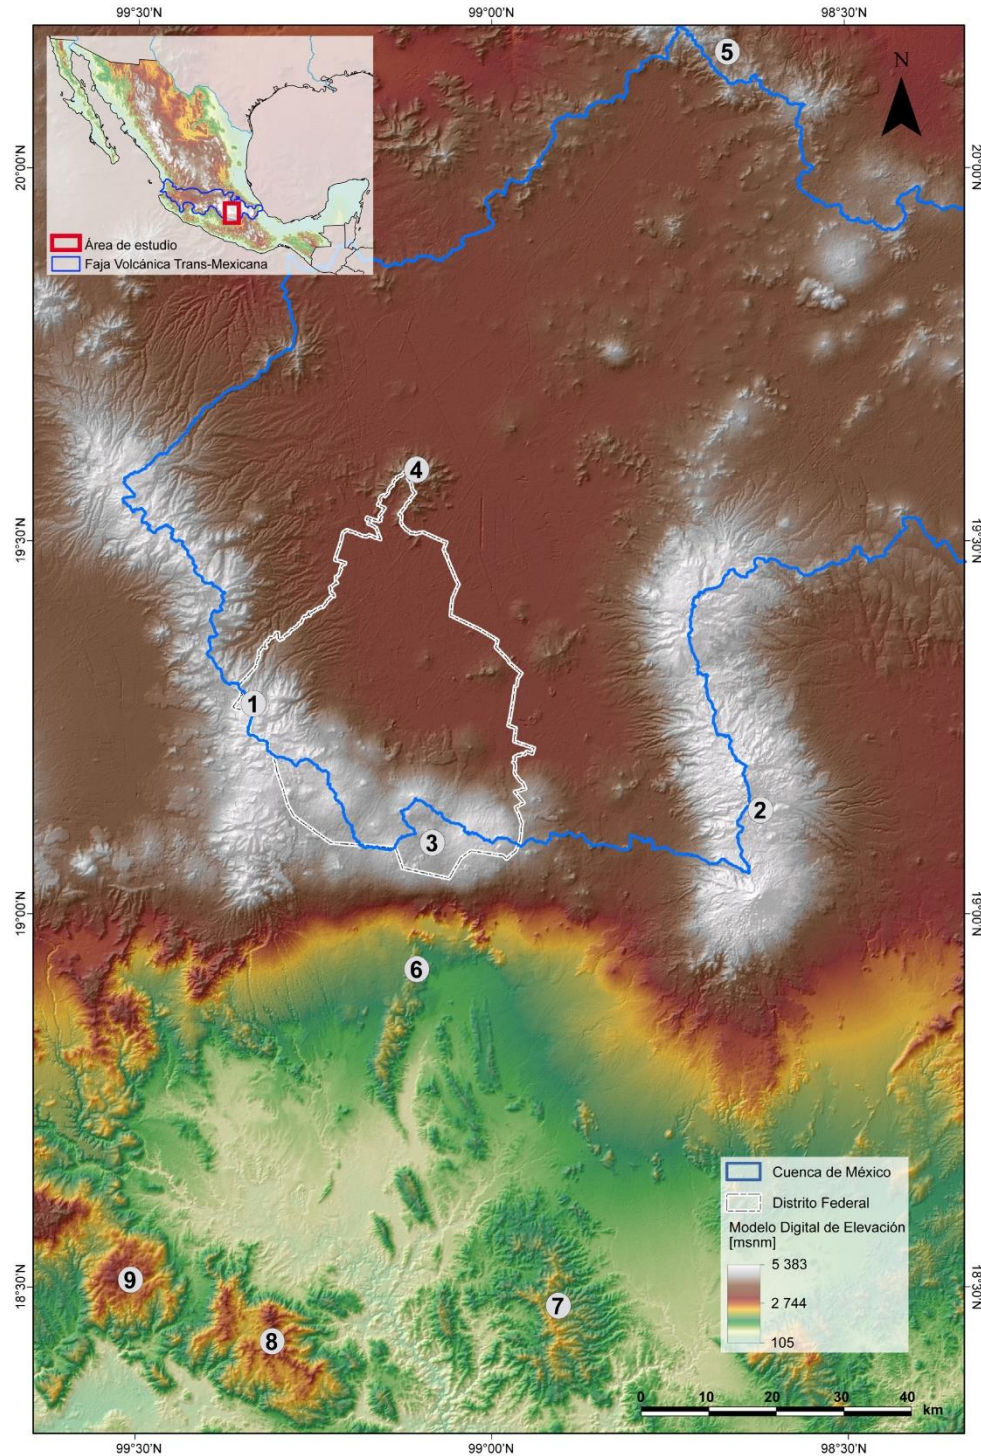 99°30'N 99°00'N 98°30'N
N
Área de estudio
Faja Volcánica Trans-Mexicana
5
20°00'N 20°00'N
4
19°30'N 19°30'N
1
2
3
19°00'N 19°00'N
6
Cuenca de México
Distrito Federal
Modelo Digital de Elevación
[msnm]
5 383
2 744
105
18°30'N 18°30'N
9
7
8
0 10 20 30 40
km
99°30'N 99°00'N 98°30'N